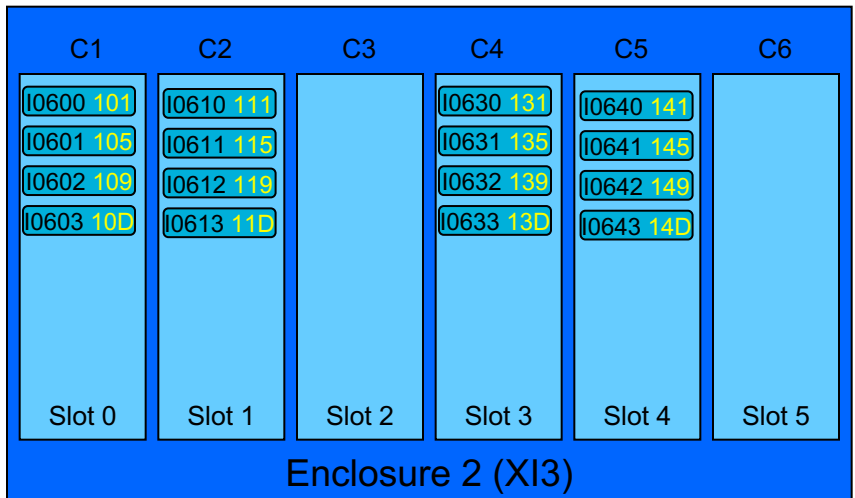 C1 C2 C3 C4 C5 C6
I0600 101 I0610 111 I0630 131 I0640 141
I0601 105 I0611 115 I0631 135 I0641 145
I0602 109 I0612 119 I0632 139 I0642 149
I0603 10D I0613 11D I0633 13D I0643 14D
Slot 0 Slot 1 Slot 2 Slot 3 Slot 4 Slot 5
Enclosure 2 (XI3)